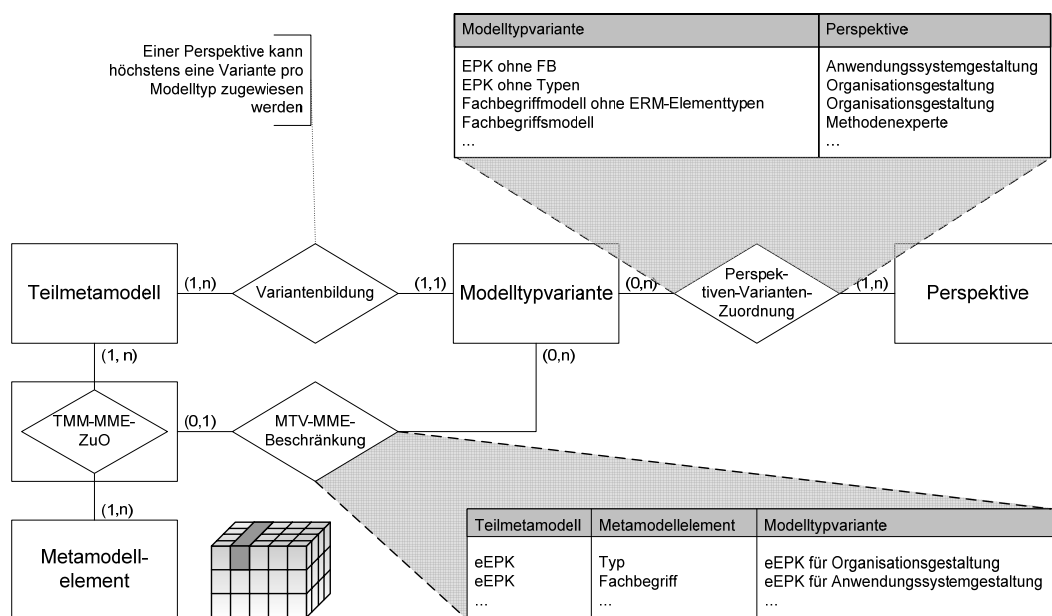 Einer Perspektive kann
höchstens eine Variante pro
Modelltyp zugewiesen
werden
Modelltypvariante Perspektive
EPK ohne FB Anwendungssystemgestaltung
EPK ohne Typen Organisationsgestaltung
Fachbegriffmodell ohne ERM-Elementtypen Organisationsgestaltung
Fachbegriffsmodell Methodenexperte
... ...
Teilmetamodell
(1,n)
Variantenbildung
(1,1)
Modelltypvariante
(0,n)
Perspek-
tiven-Varianten-
Zuordnung
(1,n)
Perspektive
(1, n)
(0,n)
TMM-MME-
ZuO
(0,1)
MTV-MME-
Beschränkung
(1,n)
Metamodell-
element
Teilmetamodell Metamodellelement Modelltypvariante
eEPK Typ eEPK für Organisationsgestaltung
eEPK Fachbegriff eEPK für Anwendungssystemgestaltung
... ... ...